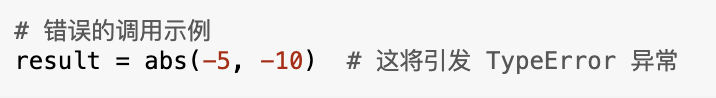 # 错误的调用示例
result = abs(-5, -10)  # 这将引发 TypeError 异常